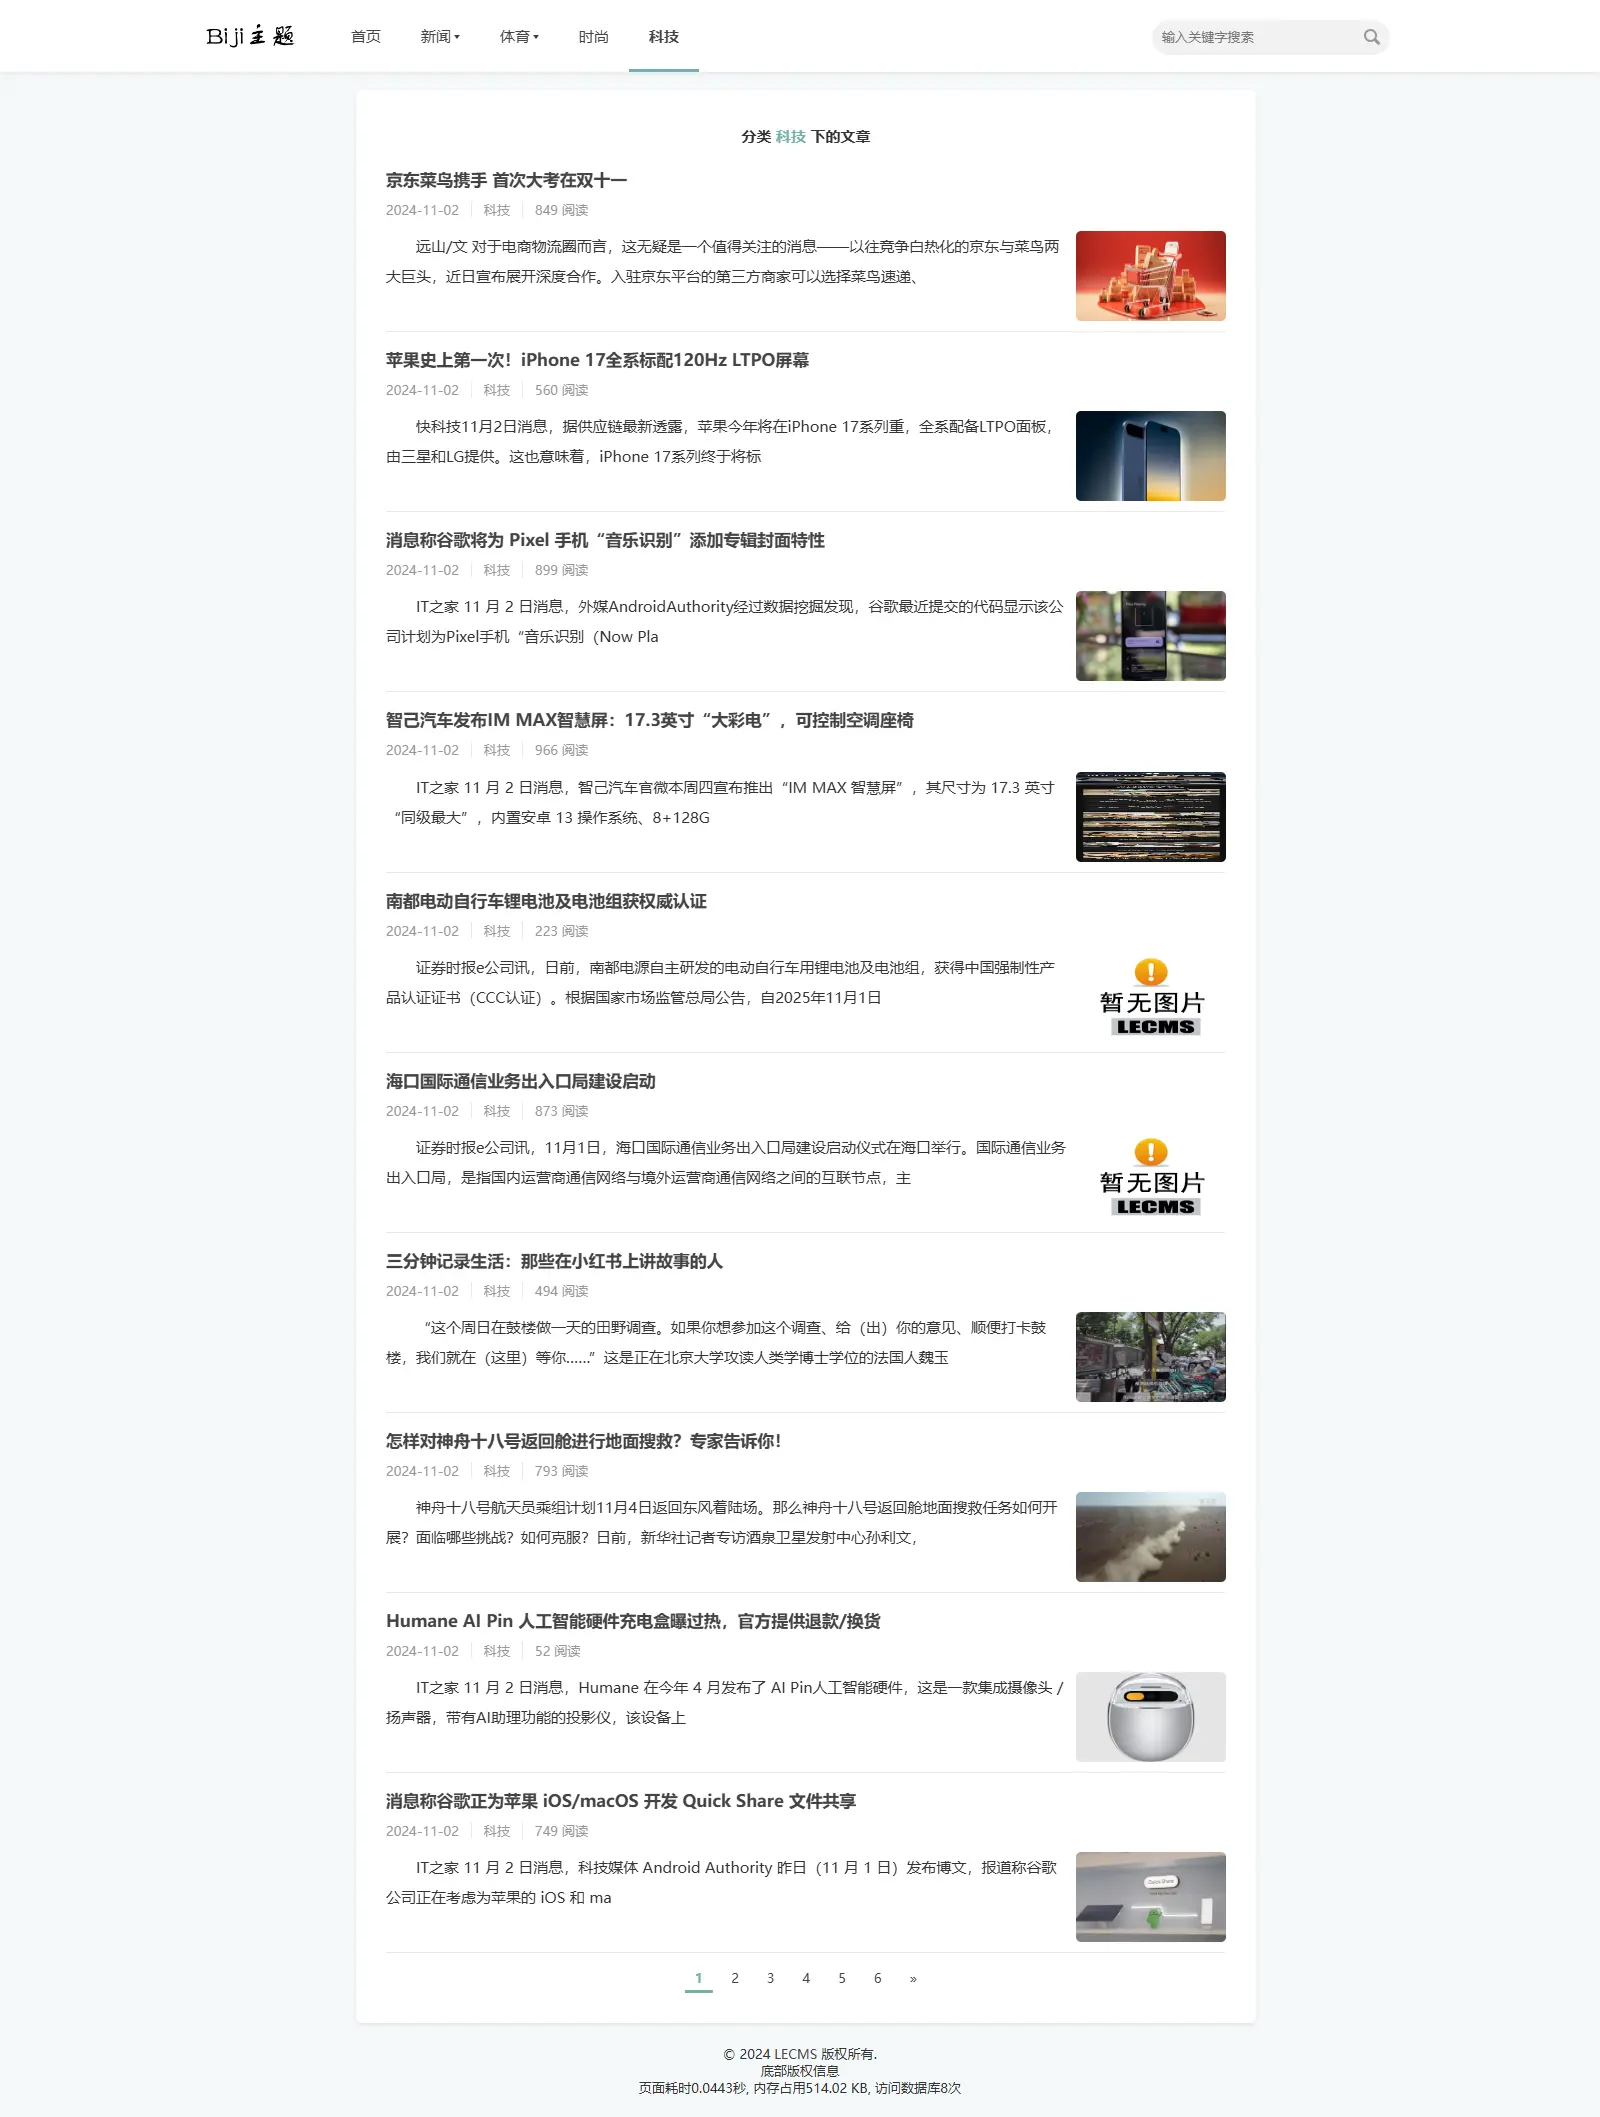 Biji主题
首页
新闻
体育
时尚
科技
输入关键字搜索
分类 科技 下的文章
京东菜鸟携手 首次大考在双十一
2024-11-02 科技 849 阅读
远山/文 对于电商物流圈而言，这无疑是一个值得关注的消息——以往竞争白热化的京东与菜鸟两
大巨头，近日宣布展开深度合作。入驻京东平台的第三方商家可以选择菜鸟速递、
苹果史上第一次！iPhone 17全系标配120Hz LTPO屏幕
2024-11-02 科技 560 阅读
快科技11月2日消息，据供应链最新透露，苹果今年将在iPhone 17系列重，全系配备LTPO面板，
由三星和LG提供。这也意味着，iPhone 17系列终于将标
消息称谷歌将为 Pixel 手机“音乐识别”添加专辑封面特性
2024-11-02 科技 899 阅读
IT之家 11 月 2 日消息，外媒AndroidAuthority经过数据挖掘发现，谷歌最近提交的代码显示该公
司计划为Pixel手机“音乐识别（Now Pla
智己汽车发布IM MAX智慧屏：17.3英寸“大彩电”，可控制空调座椅
2024-11-02 科技 966 阅读
IT之家 11 月 2 日消息，智己汽车官微本周四宣布推出“IM MAX 智慧屏”，其尺寸为 17.3 英寸
“同级最大”，内置安卓 13 操作系统、8+128G
南都电动自行车锂电池及电池组获权威认证
2024-11-02 科技 223 阅读
证券时报e公司讯，日前，南都电源自主研发的电动自行车用锂电池及电池组，获得中国强制性产
品认证证书（CCC认证）。根据国家市场监管总局公告，自2025年11月1日
暂无图片
LECMS
海口国际通信业务出入口局建设启动
2024-11-02 科技 873 阅读
证券时报e公司讯，11月1日，海口国际通信业务出入口局建设启动仪式在海口举行。国际通信业务
出入口局，是指国内运营商通信网络与境外运营商通信网络之间的互联节点，主
暂无图片
LECMS
三分钟记录生活：那些在小红书上讲故事的人
2024-11-02 科技 494 阅读
“这个周日在鼓楼做一天的田野调查。如果你想参加这个调查、给（出）你的意见、顺便打卡鼓
楼，我们就在（这里）等你……”这是正在北京大学攻读人类学博士学位的法国人魏玉
怎样对神舟十八号返回舱进行地面搜救？专家告诉你！
2024-11-02 科技 793 阅读
神舟十八号航天员乘组计划11月4日返回东风着陆场。那么神舟十八号返回舱地面搜救任务如何开
展？面临哪些挑战？如何克服？日前，新华社记者专访酒泉卫星发射中心孙利文，
Humane AI Pin 人工智能硬件充电盒曝过热，官方提供退款/换货
2024-11-02 科技 52 阅读
IT之家 11 月 2 日消息，Humane 在今年 4 月发布了 AI Pin人工智能硬件，这是一款集成摄像头 /
扬声器，带有AI助理功能的投影仪，该设备上
消息称谷歌正为苹果 iOS/macOS 开发 Quick Share 文件共享
2024-11-02 科技 749 阅读
IT之家 11 月 2 日消息，科技媒体 Android Authority 昨日（11 月 1 日）发布博文，报道称谷歌
公司正在考虑为苹果的 iOS 和 ma
Quick Share
1 2 3 4 5 6 »
© 2024 LECMS 版权所有.
底部版权信息
页面耗时0.0443秒, 内存占用514.02 KB, 访问数据库8次